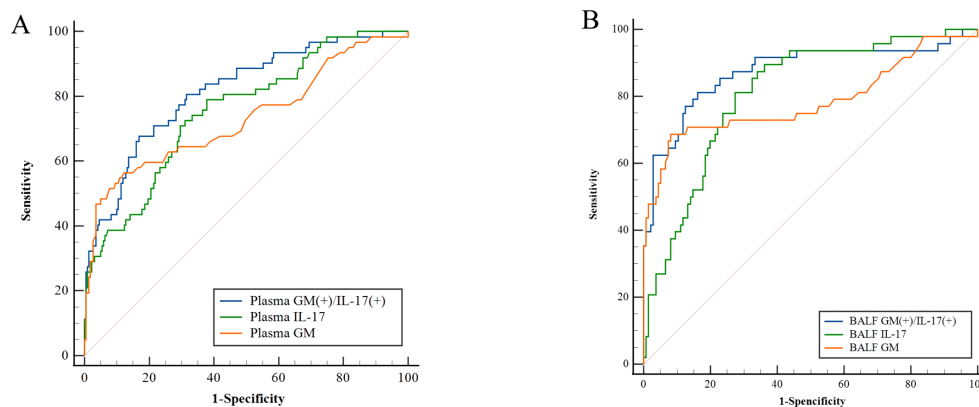 A
100
80
60
40
20
0
Sensitivity
Plasma GM(+)/IL-17(+)
Plasma IL-17
Plasma GM
0 20 40 60 80 100
1-Specificity
B
100
80
60
40
20
0
Sensitivity
BALF GM(+)/IL-17(+)
BALF IL-17
BALF GM
0 20 40 60 80 100
1-Spencificity